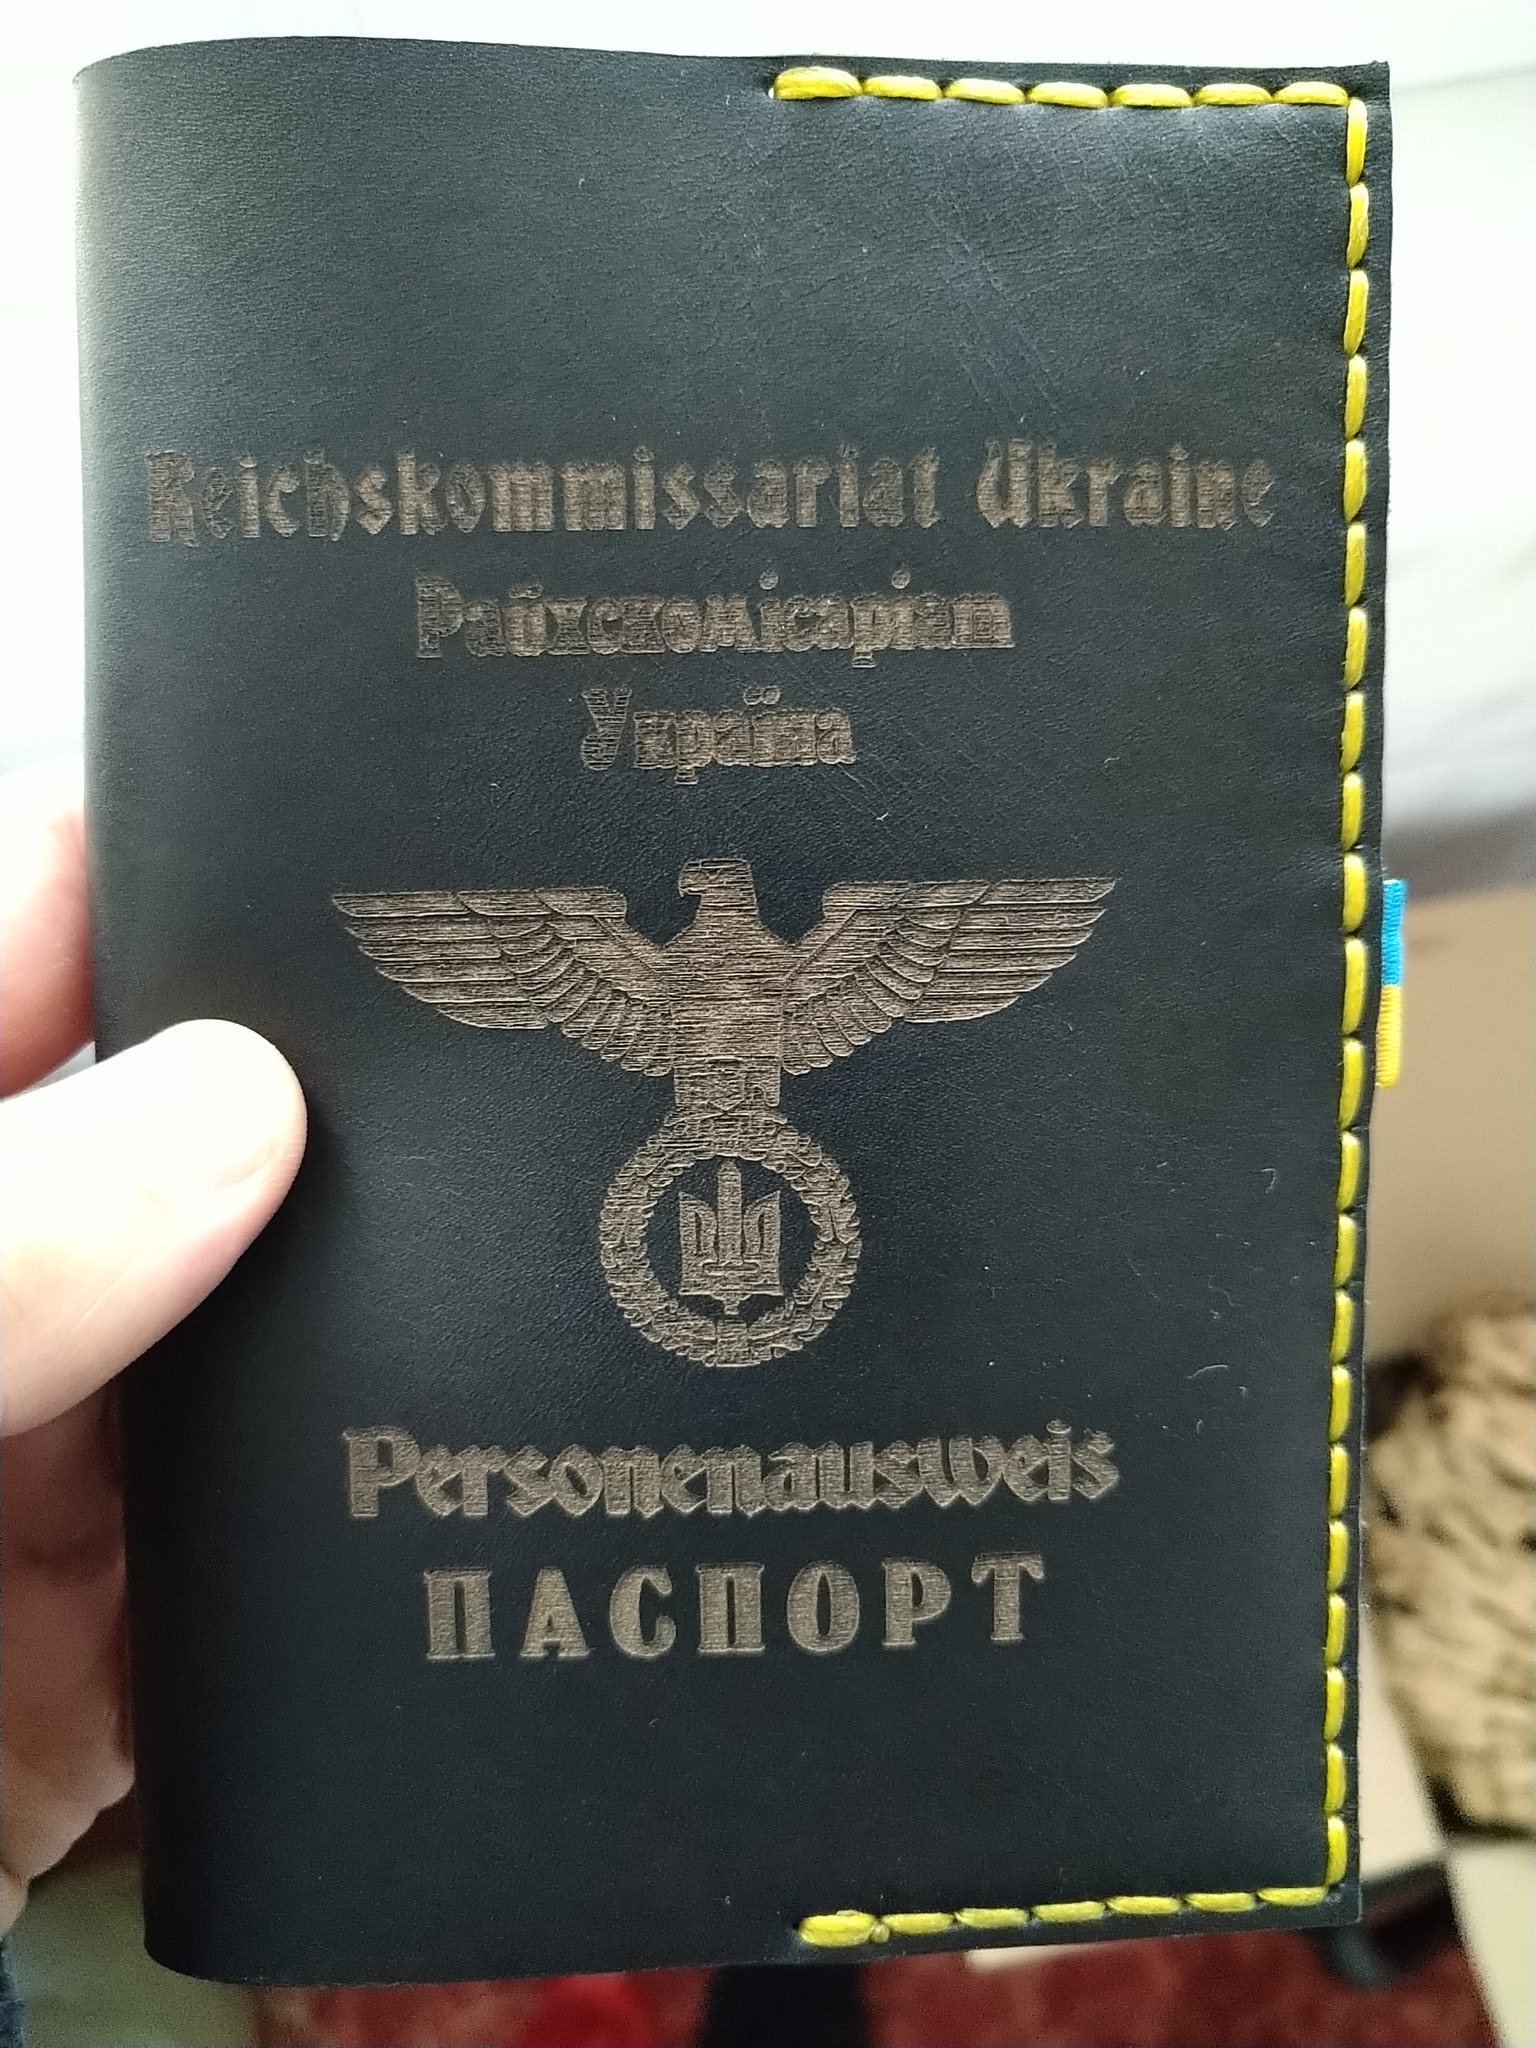 Reichskommissariat Ukraine
Райхскомісаріат
Україна
Personenausweis
ПАСПОРТ